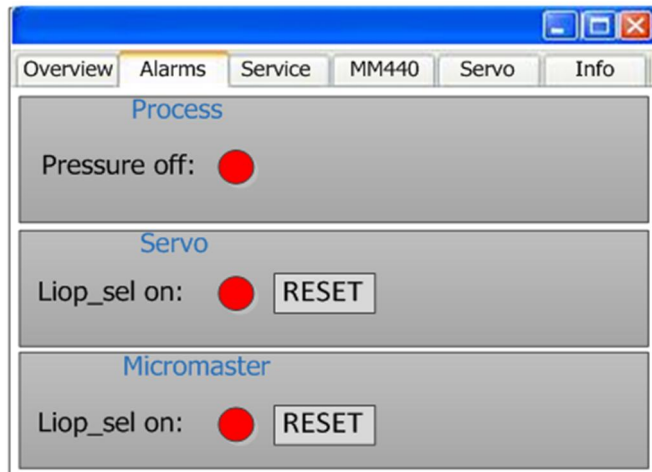 Overview Alarms Service MM440 Servo Info
Process
Pressure off:
Servo
Liop_sel on: RESET
Micromaster
Liop_sel on: RESET